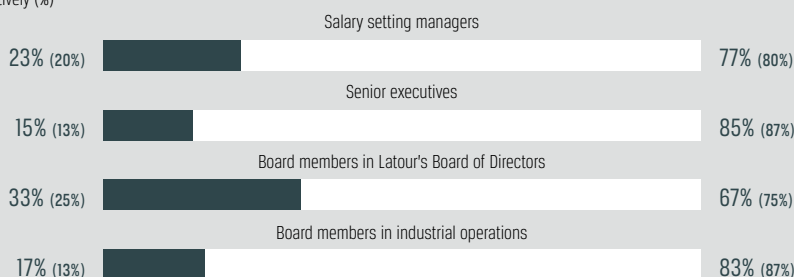 (%)
Salary setting managers
23% (20%) 77% (80%)
Senior executives
15% (13%) 85% (87%)
Board members in Latour's Board of Directors
33% (25%) 67% (75%)
Board members in industrial operations
17% (13%) 83% (87%)